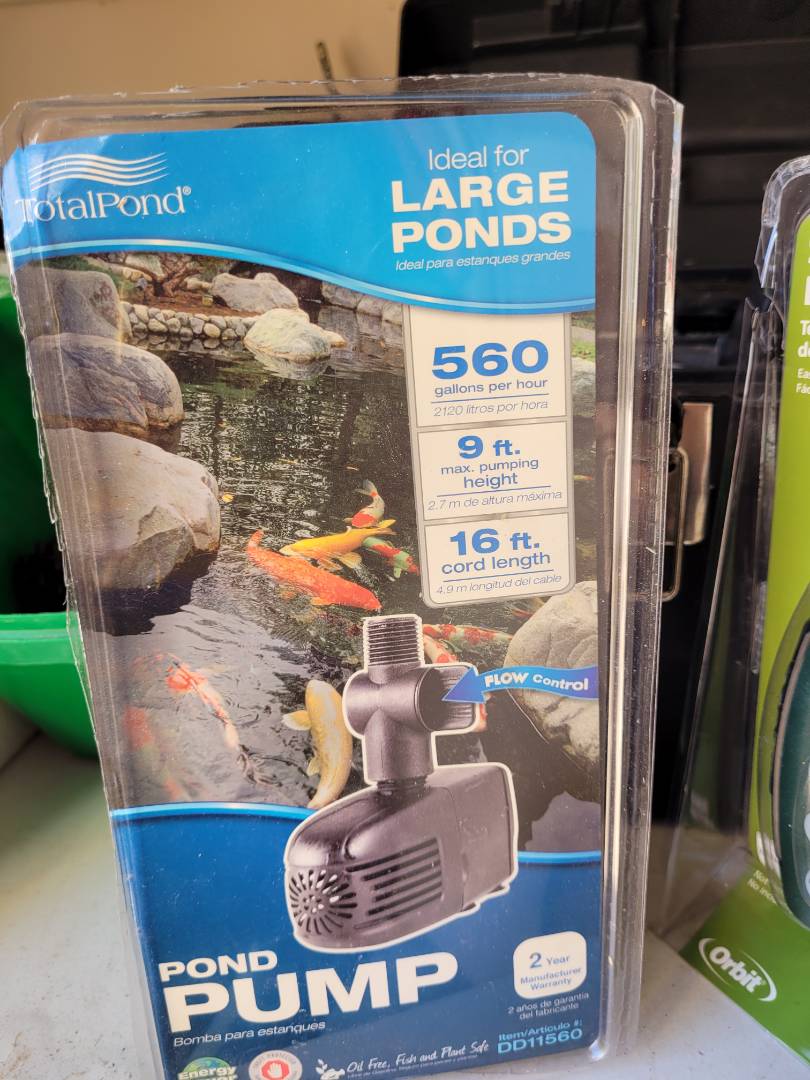 TotalPond®
Ideal for
LARGE
PONDS
Ideal para estanques grandes
560
gallons per hour
2120 litros por hora
9 ft.
max. pumping
height
2.7 m de altura máxima
16 ft.
cord length
4.9 m longitud del cable
FLOW control
POND
PUMP
Bomba para estanques
2 Year
Manufacturer
Warranty
2 años de garantía
del fabricante
Item/Artículo #:
DD11560
Energy
Oil Free, Fish and Plant Safe
Orbit